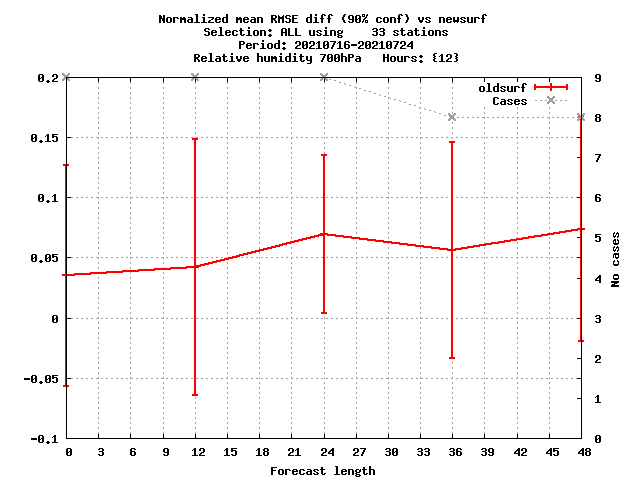 Normalized mean RMSE diff (90% conf) vs newsurf
Selection: ALL using    33 stations
Period: 20210716-20210724
Relative humidity 700hPa   Hours: {12}
oldsurf
Cases
0.2
0.15
0.1
0.05
0
-0.05
-0.1
9
8
7
6
5
4
3
2
1
0
No cases
0 3 6 9 12 15 18 21 24 27 30 33 36 39 42 45 48
Forecast length